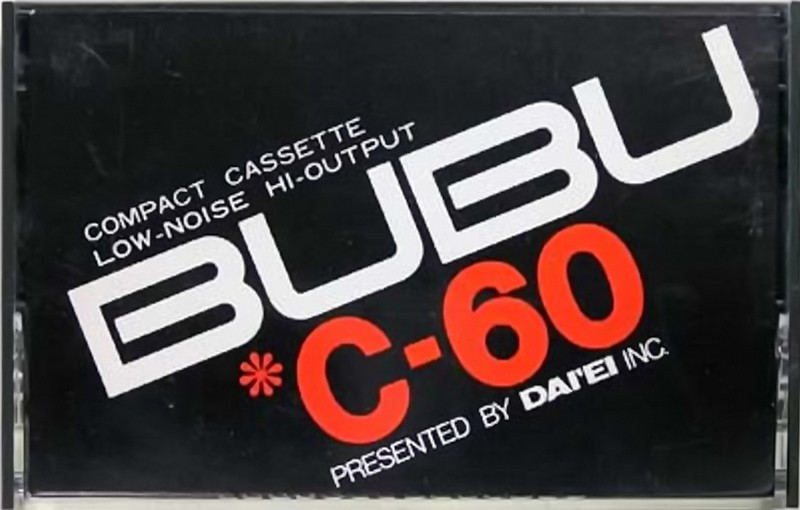 COMPACT CASSETTE
LOW-NOISE HI-OUTPUT
BUBU
*C-60
PRESENTED BY DAI'EI INC.